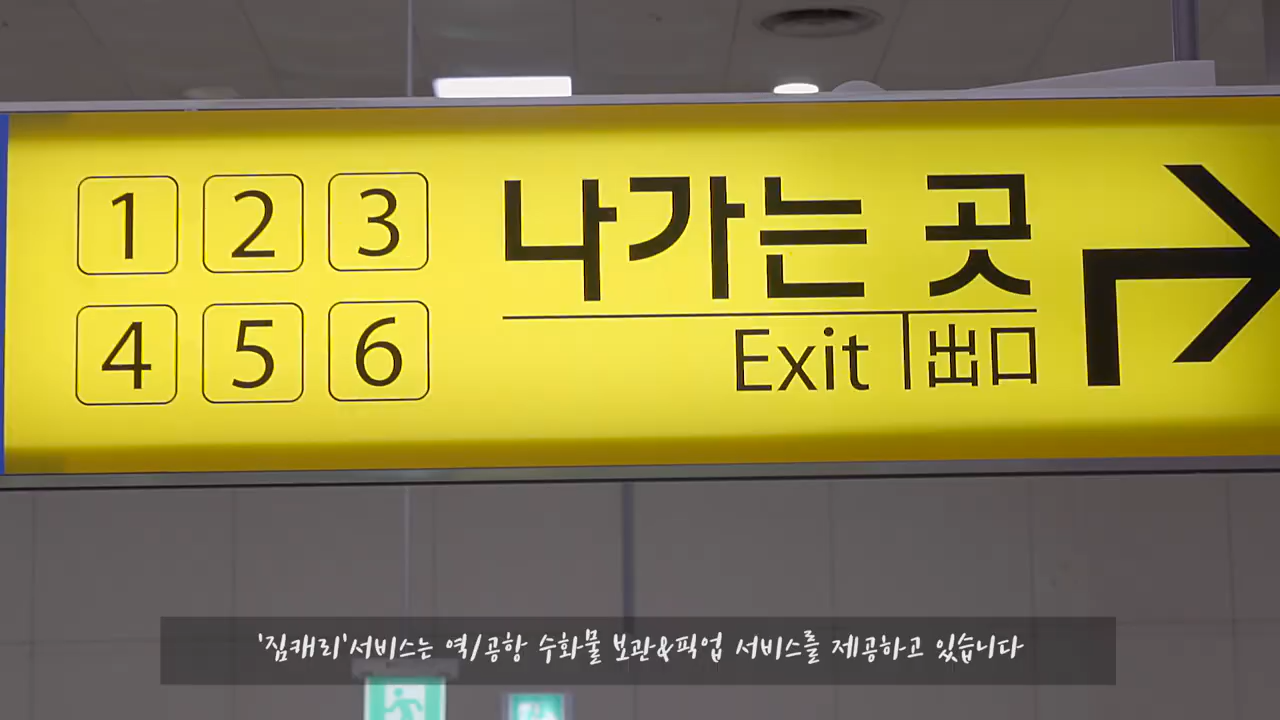 1 2 3
4 5 6
나가는 곳
Exit 出口
'짐캐리'서비스는 역/공항 수화물 보관&픽업 서비스를 제공하고 있습니다